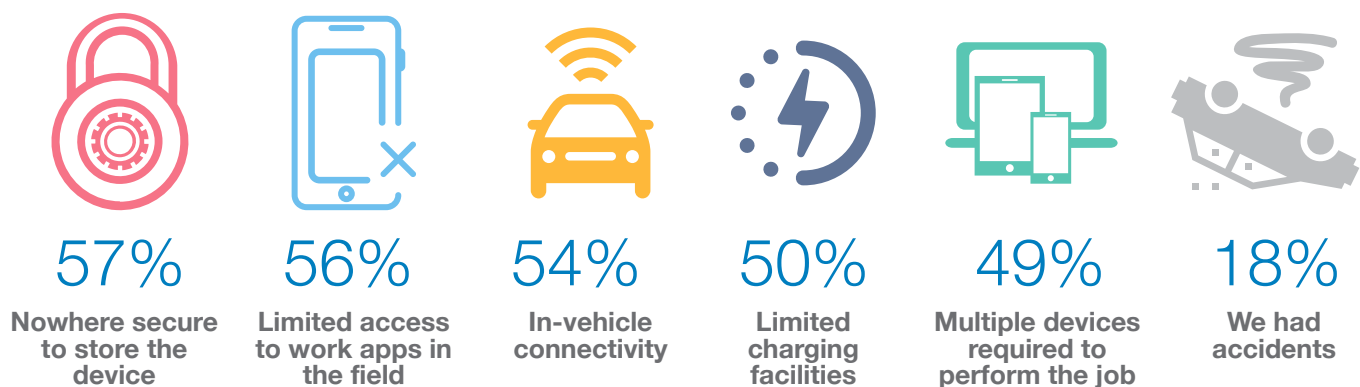 57%
Nowhere secure
to store the
device
56%
Limited access
to work apps in
the field
54%
In-vehicle
connectivity
50%
Limited
charging
facilities
49%
Multiple devices
required to
perform the job
18%
We had
accidents